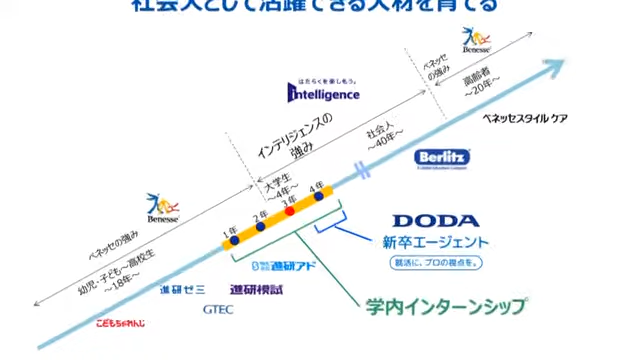 社会人として活躍できる人材を育てる
Benesse
ベネッセ
の強み
高齢者
～20年～
はたらくを楽しもう。
intelligence
ベネッセスタイル ケア
インテリジェンスの
強み
社会人
～40年～
Berlitz
大学生
～4年～
1年
2年
3年
4年
Benesse
ベネッセの強み
幼児・子ども～高校生
～18年～
DODA
新卒エージェント
就活に、プロの視点を。
進研アド
進研ゼミ
進研模試
GTEC
学内インターンシップ
こどもちゃれんじ